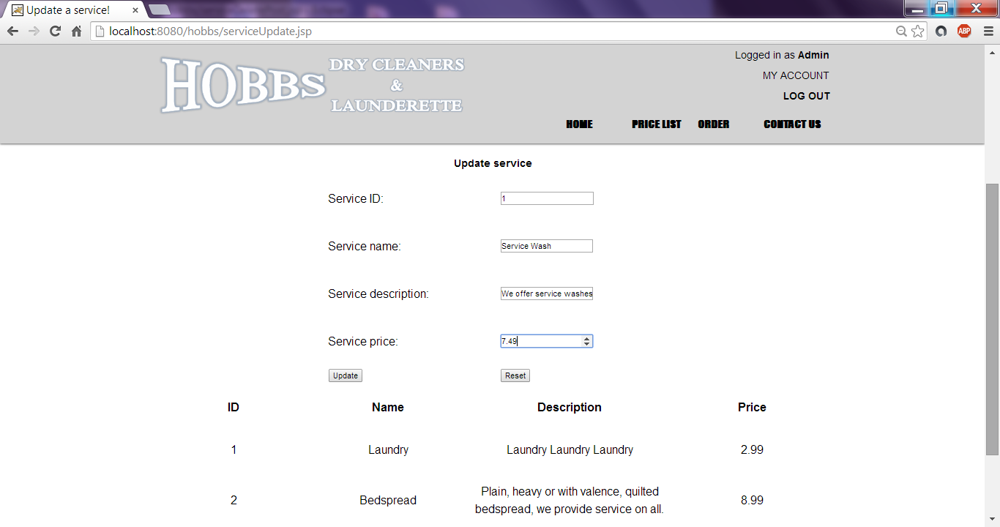 Update a service!
localhost:8080/hobbs/serviceUpdate.jsp
ABP
HOBBS
DRY CLEANERS
&
LAUNDERETTE
Logged in as Admin
MY ACCOUNT
LOG OUT
HOME PRICE LIST ORDER CONTACT US
Update service
Service ID: 1
Service name: Service Wash
Service description: We offer service washes
Service price: 7.49
Update Reset
ID Name Description Price
1 Laundry Laundry Laundry Laundry 2.99
2 Bedspread Plain, heavy or with valence, quilted 8.99
bedspread, we provide service on all.